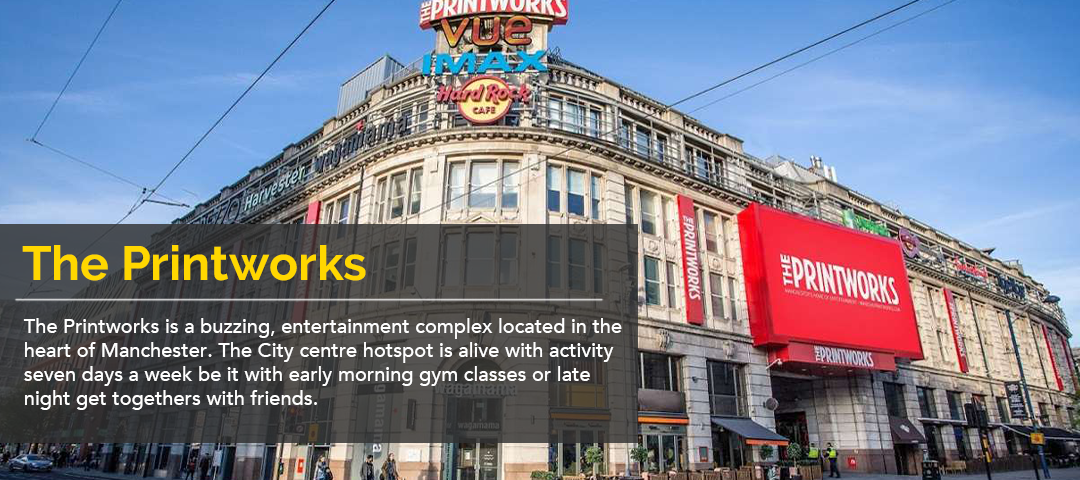 THE PRINTWORKS
vue
IMAX
Hard Rock
CAFE
wagamama
Harvester
THE PRINTWORKS
THE PRINTWORKS
THE PRINTWORKS
The Printworks
The Printworks is a buzzing, entertainment complex located in the
heart of Manchester. The City centre hotspot is alive with activity
seven days a week be it with early morning gym classes or late
night get togethers with friends.
wagamama
wagamama